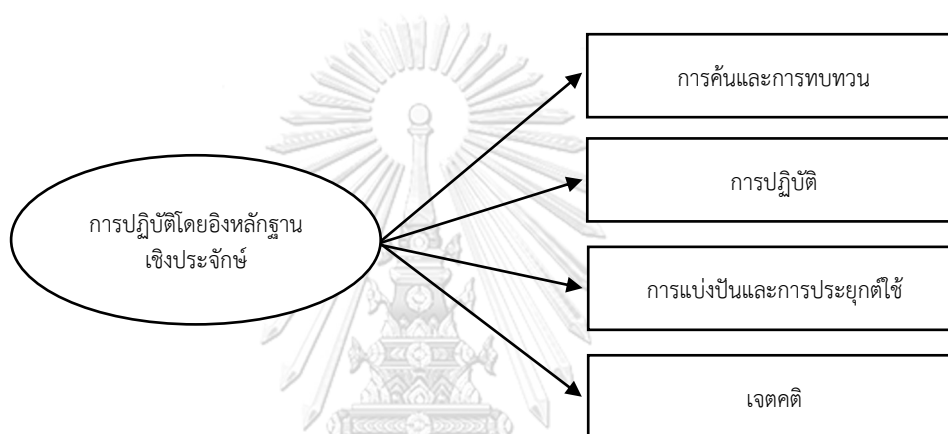 การค้นและการทบทวน
การปฏิบัติ
การปฏิบัติโดยอิงหลักฐาน
เชิงประจักษ์
การแบ่งปันและการประยุกต์ใช้
เจตคติ